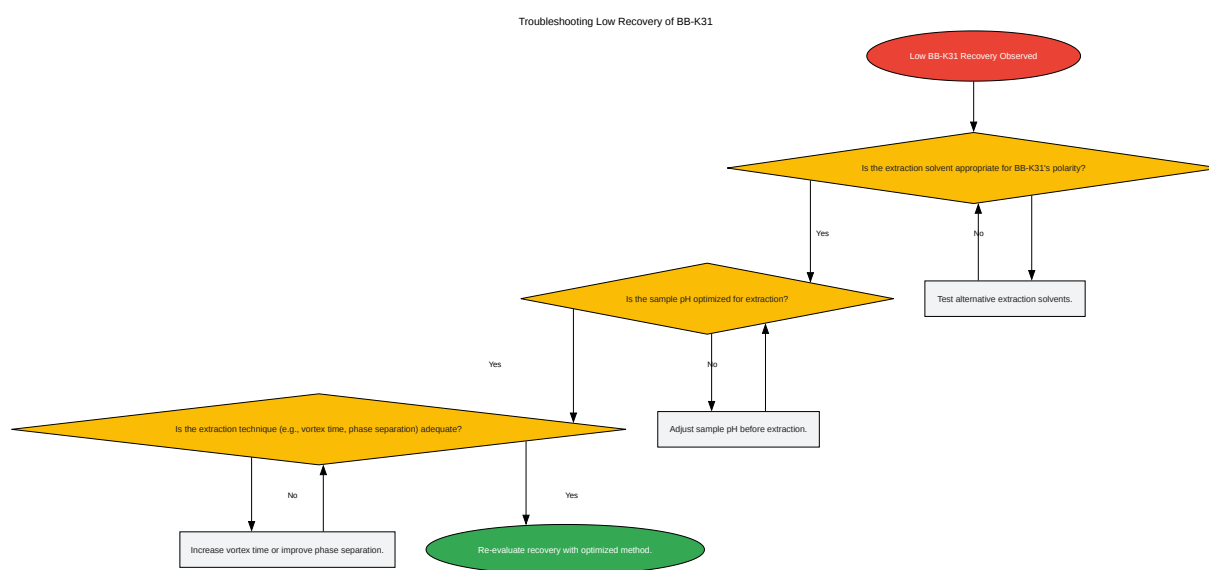 Troubleshooting Low Recovery of BB-K31
Low BB-K31 Recovery Observed
Is the extraction solvent appropriate for BB-K31's polarity?
Yes
No
Test alternative extraction solvents.
Is the sample pH optimized for extraction?
Yes
No
Adjust sample pH before extraction.
Is the extraction technique (e.g., vortex time, phase separation) adequate?
No
Yes
Increase vortex time or improve phase separation.
Re-evaluate recovery with optimized method.